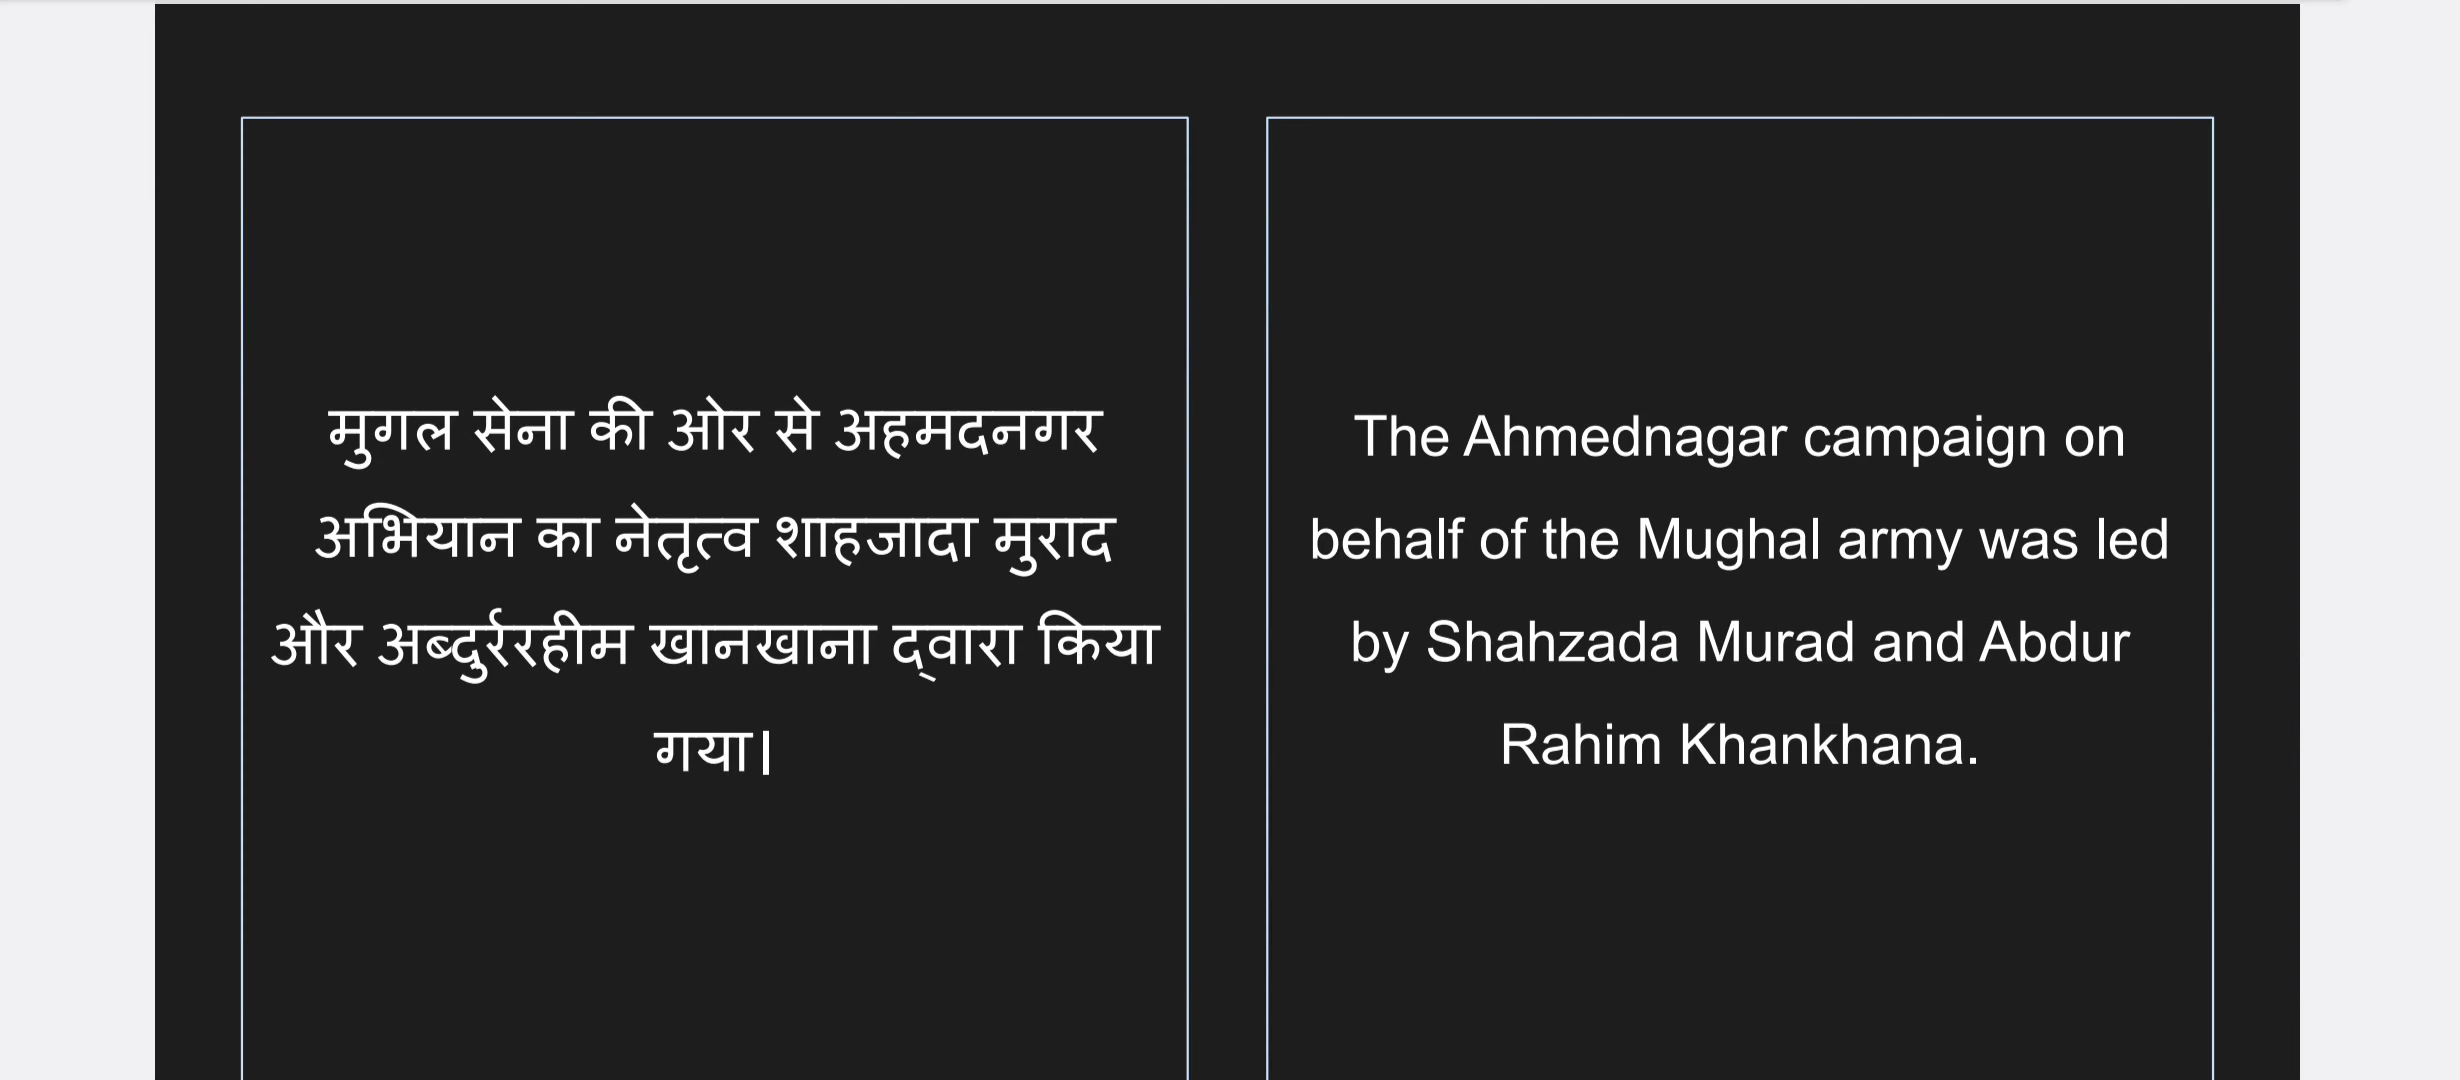 मुगल सेना की ओर से अहमदनगर
अभियान का नेतृत्व शाहजादा मुराद
और अब्दुर्ररहीम खानखाना द्वारा किया
गया।
The Ahmednagar campaign on
behalf of the Mughal army was led
by Shahzada Murad and Abdur
Rahim Khankhana.